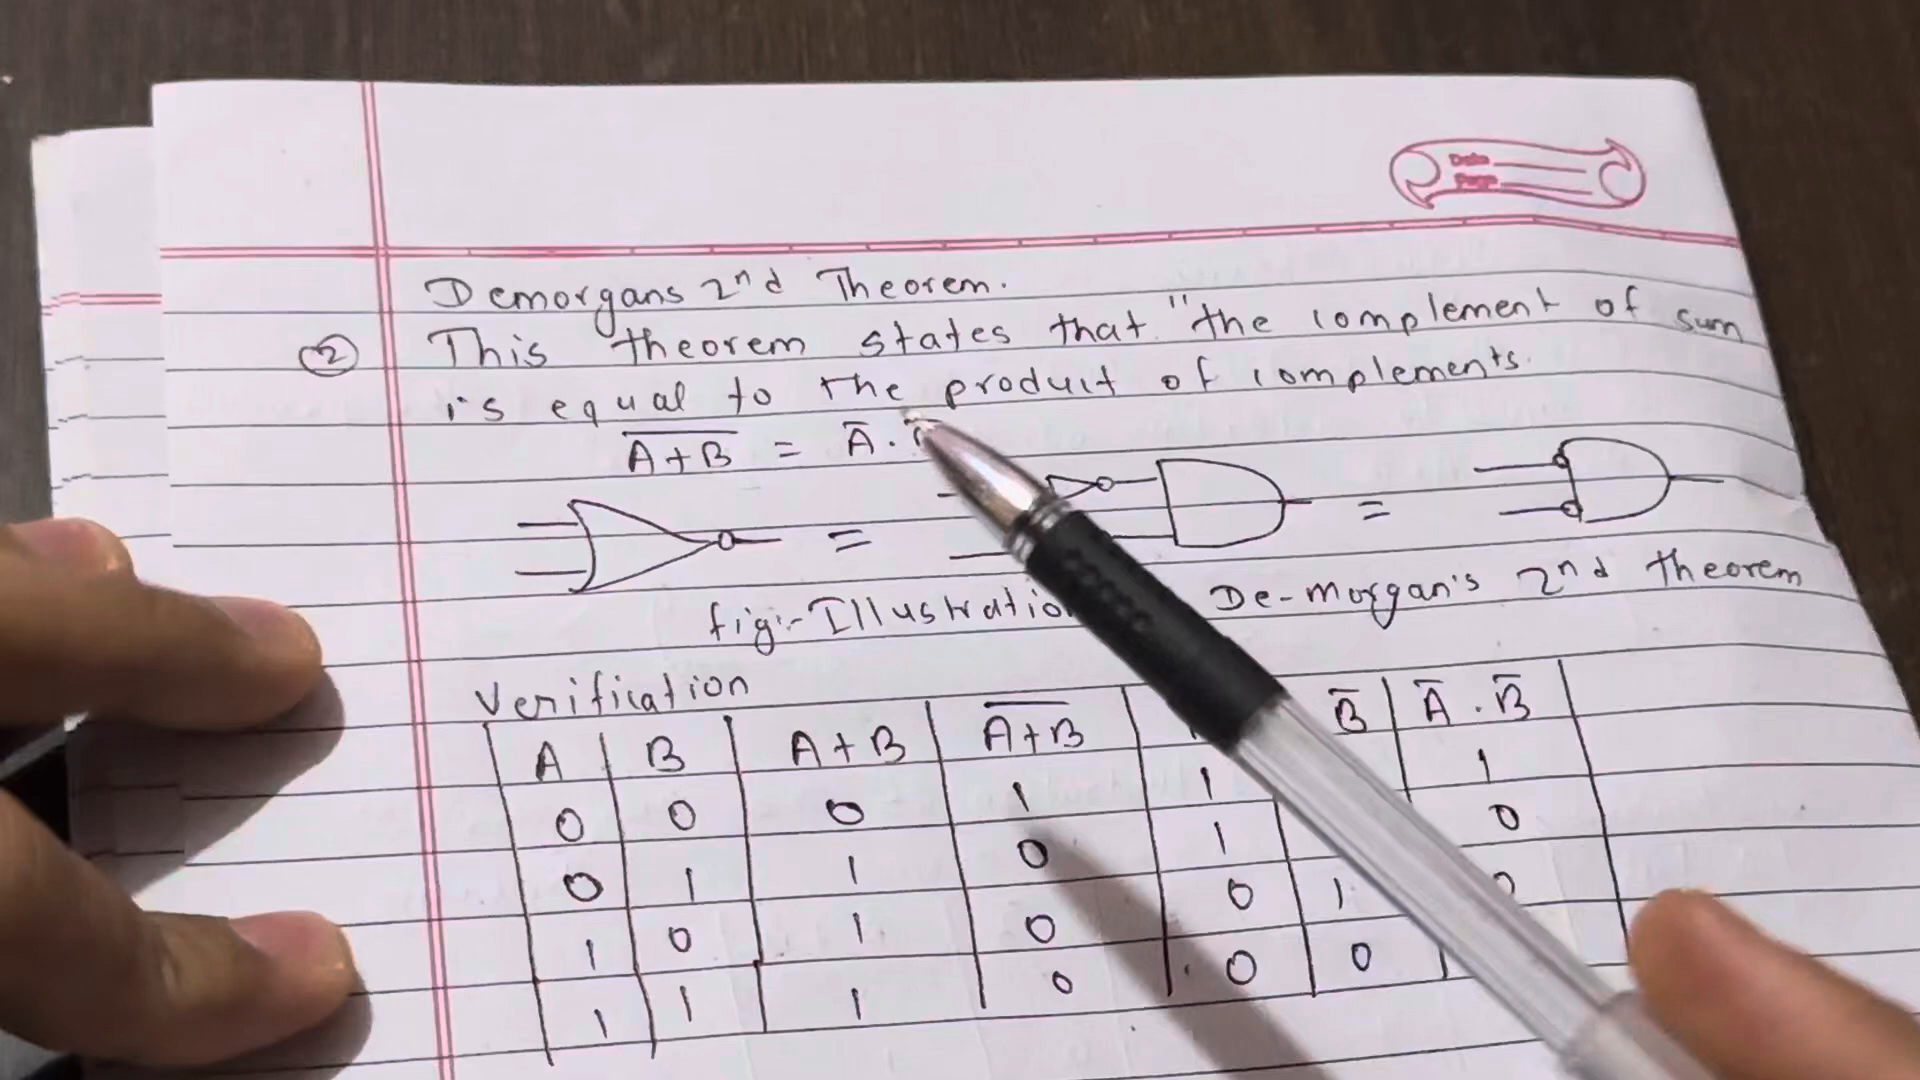 Date
Page
Demorgans 2nd Theorem.
② This theorem states that "the complement of sum
is equal to the product of complements.
A̅+̅B̅ = A̅ .
= =
fig:- Illustratio De-morgan's 2nd theorem
Verification
A B A+B A̅+̅B̅ B̅ A̅ . B̅
0 0 0 1 1 1
0 1 1 0 1 0
1 0 1 0 0 1
1 1 1 0 0 0